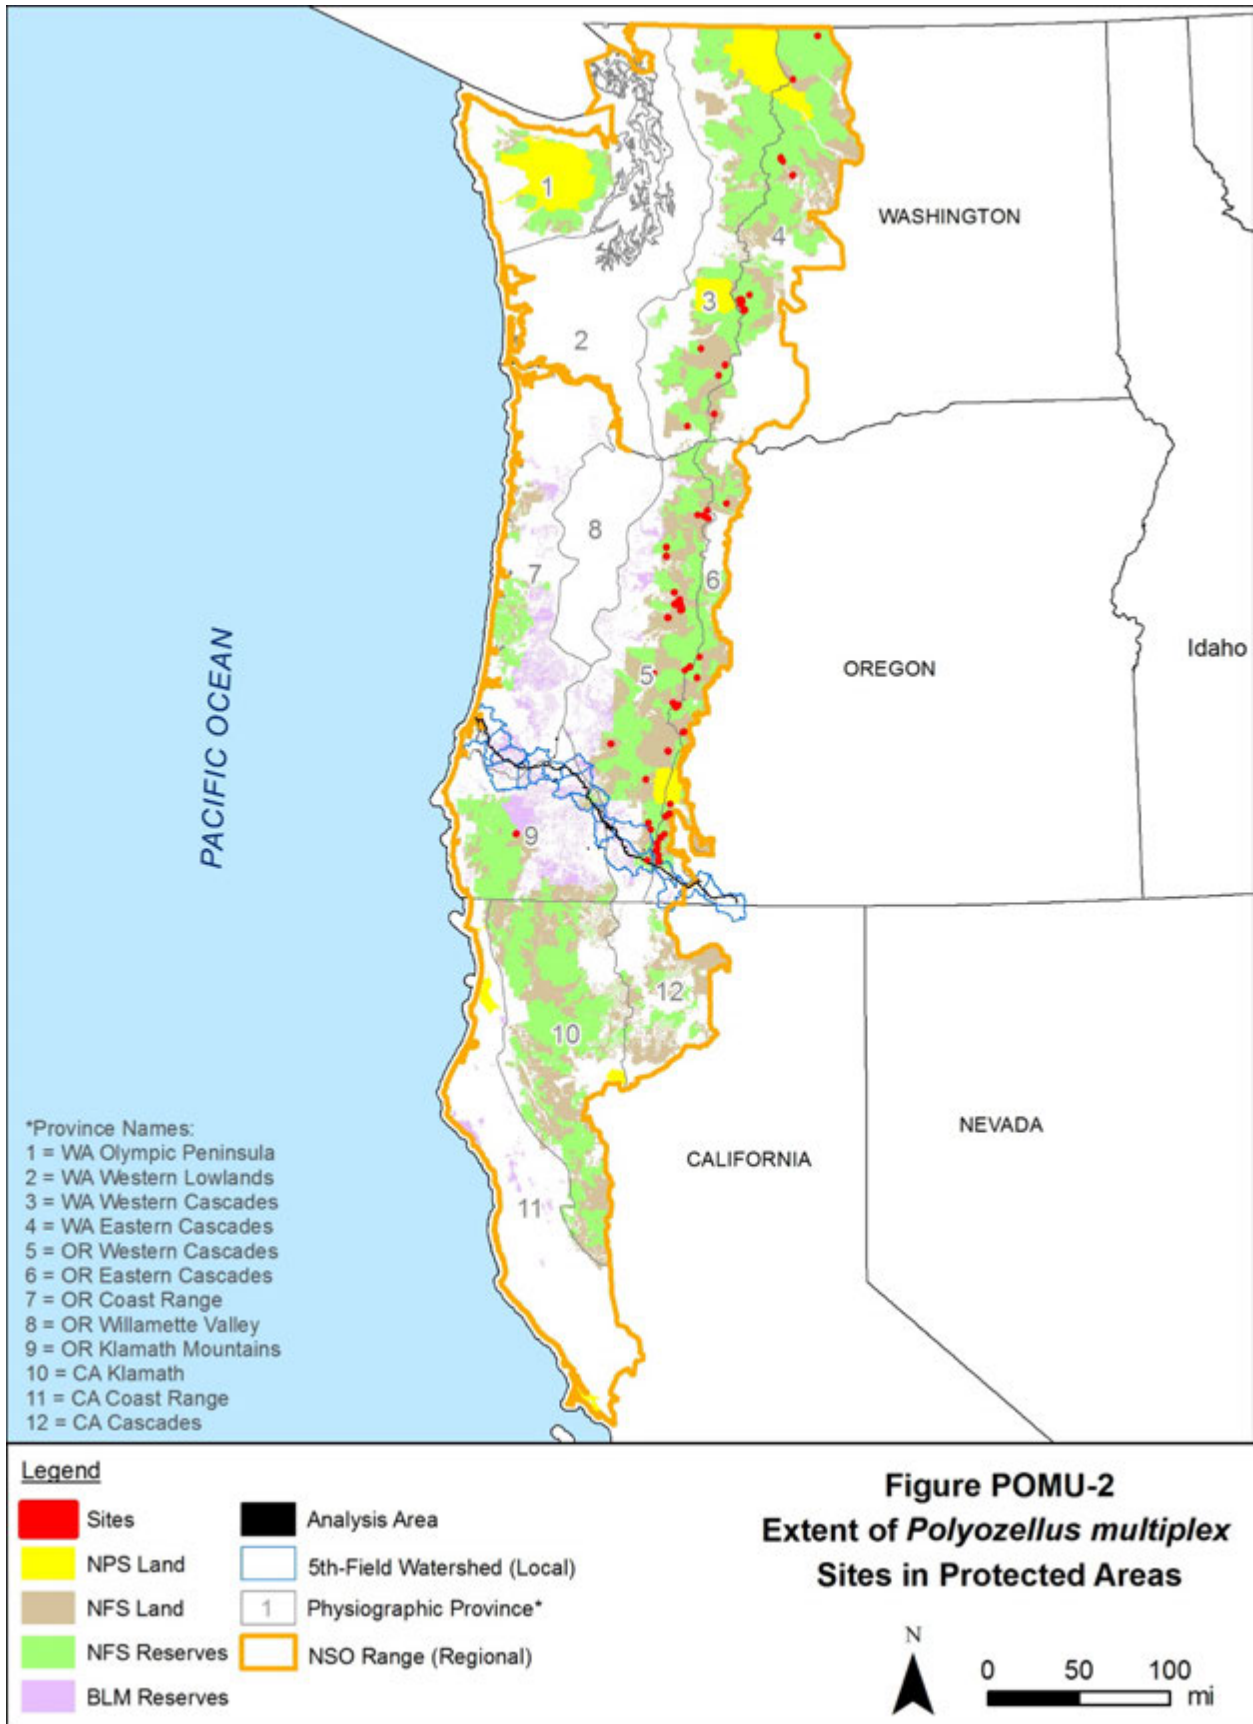 WASHINGTON
1
4
3
2
8
7
6
5
OREGON
Idaho
PACIFIC OCEAN
9
12
10
NEVADA
CALIFORNIA
11
*Province Names:
1 = WA Olympic Peninsula
2 = WA Western Lowlands
3 = WA Western Cascades
4 = WA Eastern Cascades
5 = OR Western Cascades
6 = OR Eastern Cascades
7 = OR Coast Range
8 = OR Willamette Valley
9 = OR Klamath Mountains
10 = CA Klamath
11 = CA Coast Range
12 = CA Cascades
Legend
Sites
NPS Land
NFS Land
NFS Reserves
BLM Reserves
Analysis Area
5th-Field Watershed (Local)
1 Physiographic Province*
NSO Range (Regional)
Figure POMU-2
Extent of Polyozellus multiplex
Sites in Protected Areas
N
0 50 100
mi